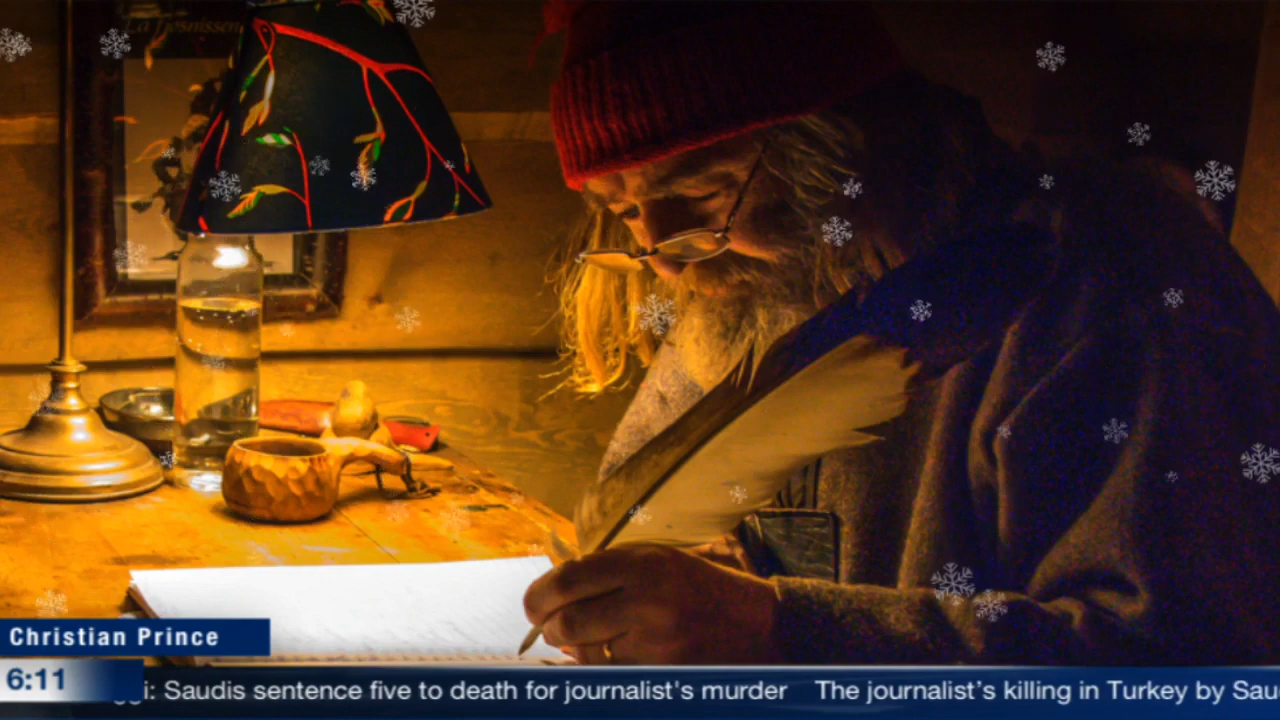 Christian Prince
6:11
i: Saudis sentence five to death for journalist's murder The journalist's killing in Turkey by